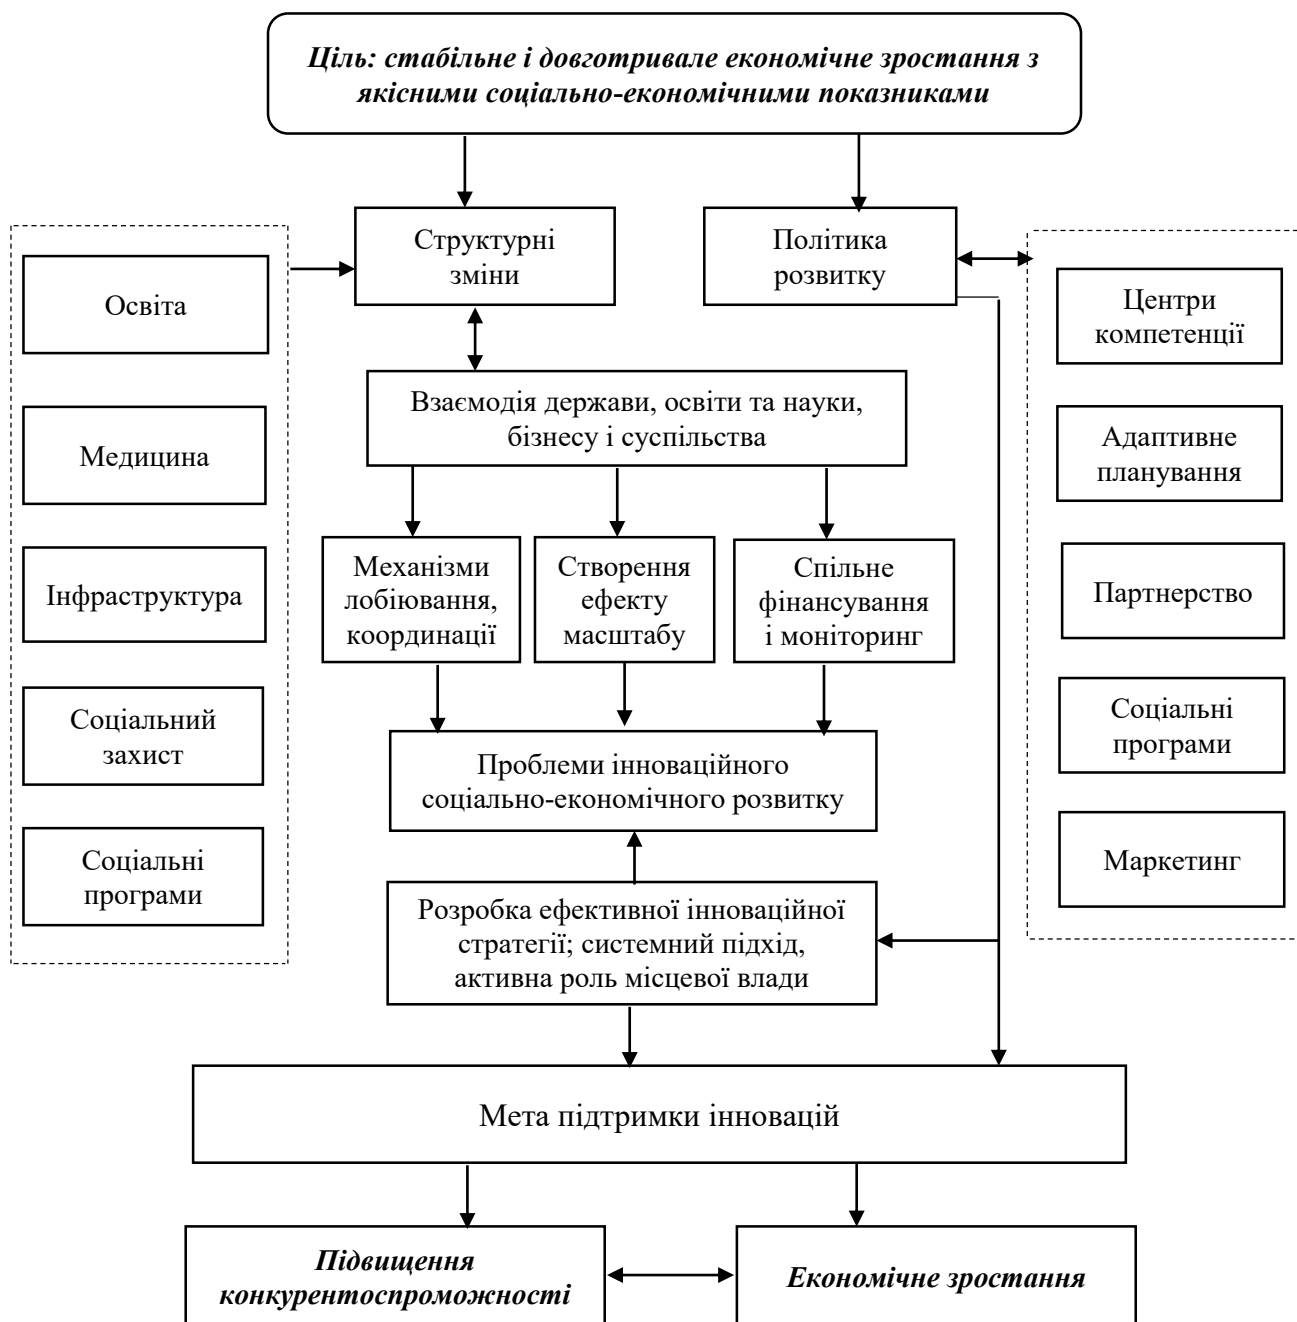 Ціль: стабільне і довготривале економічне зростання з
якісними соціально-економічними показниками
Структурні
зміни
Політика
розвитку
Освіта
Медицина
Інфраструктура
Соціальний
захист
Соціальні
програми
Взаємодія держави, освіти та науки,
бізнесу і суспільства
Механізми
лобіювання,
координації
Створення
ефекту
масштабу
Спільне
фінансування
і моніторинг
Проблеми інноваційного
соціально-економічного розвитку
Розробка ефективної інноваційної
стратегії; системний підхід,
активна роль місцевої влади
Центри
компетенції
Адаптивне
планування
Партнерство
Соціальні
програми
Маркетинг
Мета підтримки інновацій
Підвищення
конкурентоспроможності
Економічне зростання